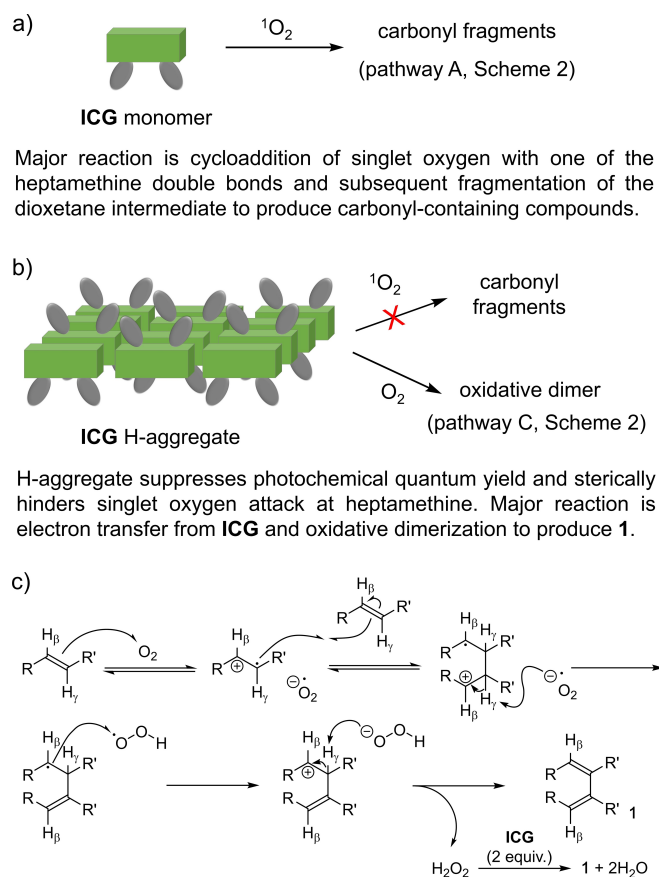 a)
¹O₂
carbonyl fragments
(pathway A, Scheme 2)
ICG monomer
Major reaction is cycloaddition of singlet oxygen with one of the
heptamethine double bonds and subsequent fragmentation of the
dioxetane intermediate to produce carbonyl-containing compounds.
b)
¹O₂
carbonyl
fragments
X
O₂
oxidative dimer
(pathway C, Scheme 2)
ICG H-aggregate
H-aggregate suppresses photochemical quantum yield and sterically
hinders singlet oxygen attack at heptamethine. Major reaction is
electron transfer from ICG and oxidative dimerization to produce 1.
c)
Hβ R R' Hγ O₂
Hβ R ⊕ · R' Hγ ⊖ · O₂
Hβ R R' Hγ
Hβ Hγ R · R' R ⊕ R' Hγ Hβ ⊖ · O₂
Hβ Hγ R · R' R R' Hβ · O O H
Hβ Hγ R ⊕ R' R R' Hβ ⊖ O O H
Hβ R R' R R' Hβ 1
H₂O₂
ICG
(2 equiv.)
1 + 2H₂O